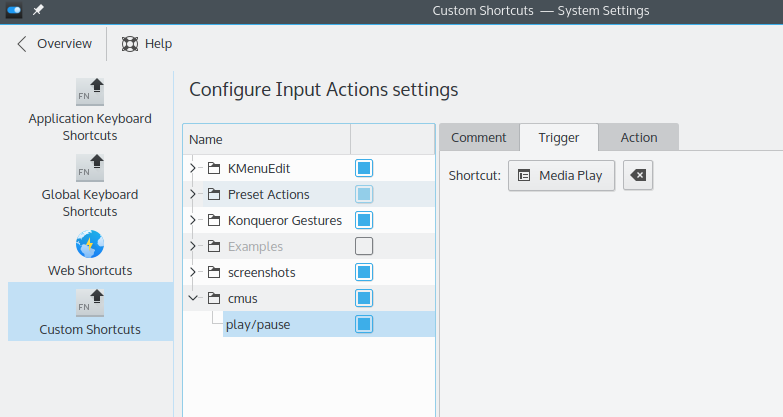 Custom Shortcuts — System Settings
Overview
Help
FN
Application Keyboard
Shortcuts
FN
Global Keyboard
Shortcuts
Web Shortcuts
FN
Custom Shortcuts
Configure Input Actions settings
Name
KMenuEdit
Preset Actions
Konqueror Gestures
Examples
screenshots
cmus
play/pause
Comment
Trigger
Action
Shortcut:
Media Play